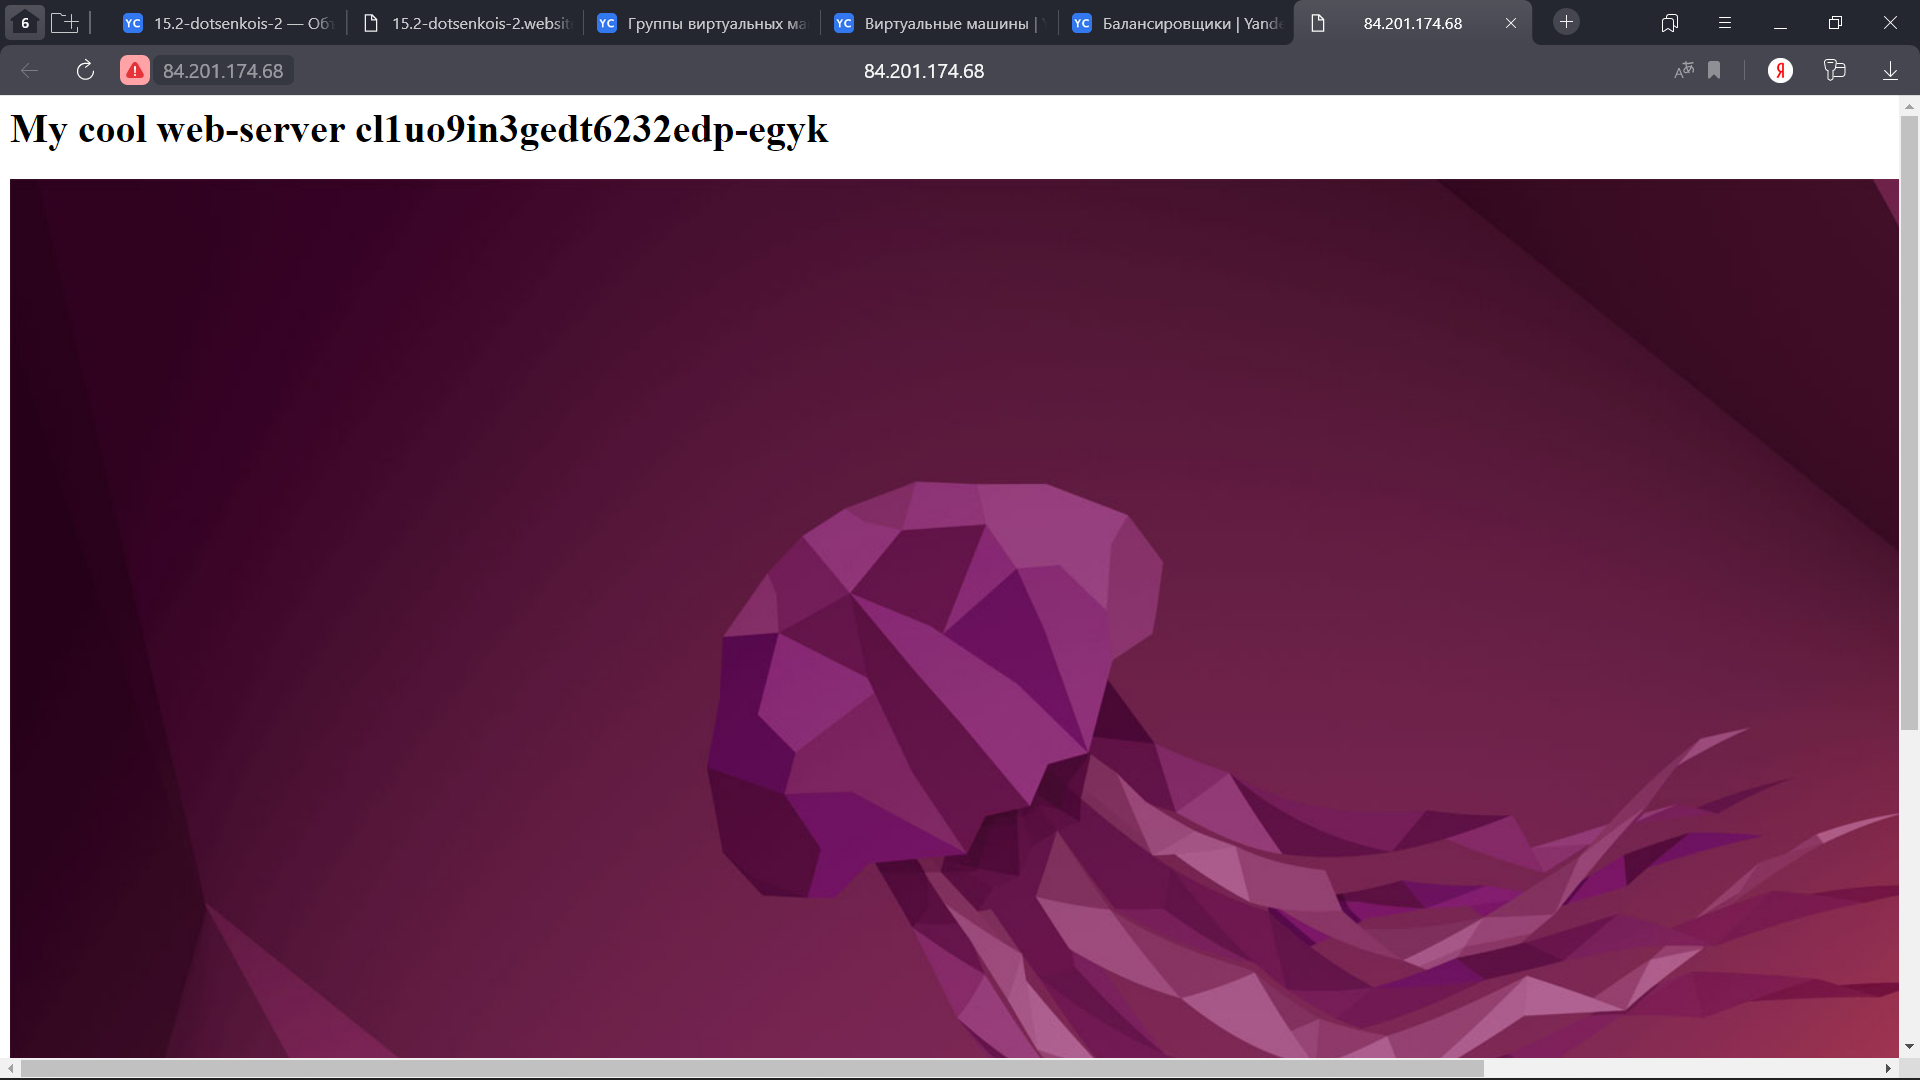 6
YC 15.2-dotsenkois-2 — Об
15.2-dotsenkois-2.websit
YC Группы виртуальных ма
YC Виртуальные машины |
YC Балансировщики | Yande
84.201.174.68
84.201.174.68
84.201.174.68
Я
My cool web-server cl1uo9in3gedt6232edp-egyk